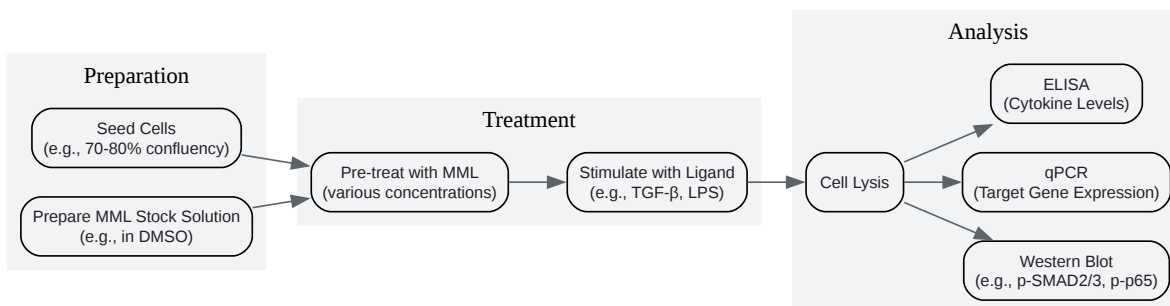 Preparation
Seed Cells
(e.g., 70-80% confluency)
Prepare MML Stock Solution
(e.g., in DMSO)
Treatment
Pre-treat with MML
(various concentrations)
Stimulate with Ligand
(e.g., TGF-β, LPS)
Analysis
Cell Lysis
ELISA
(Cytokine Levels)
qPCR
(Target Gene Expression)
Western Blot
(e.g., p-SMAD2/3, p-p65)